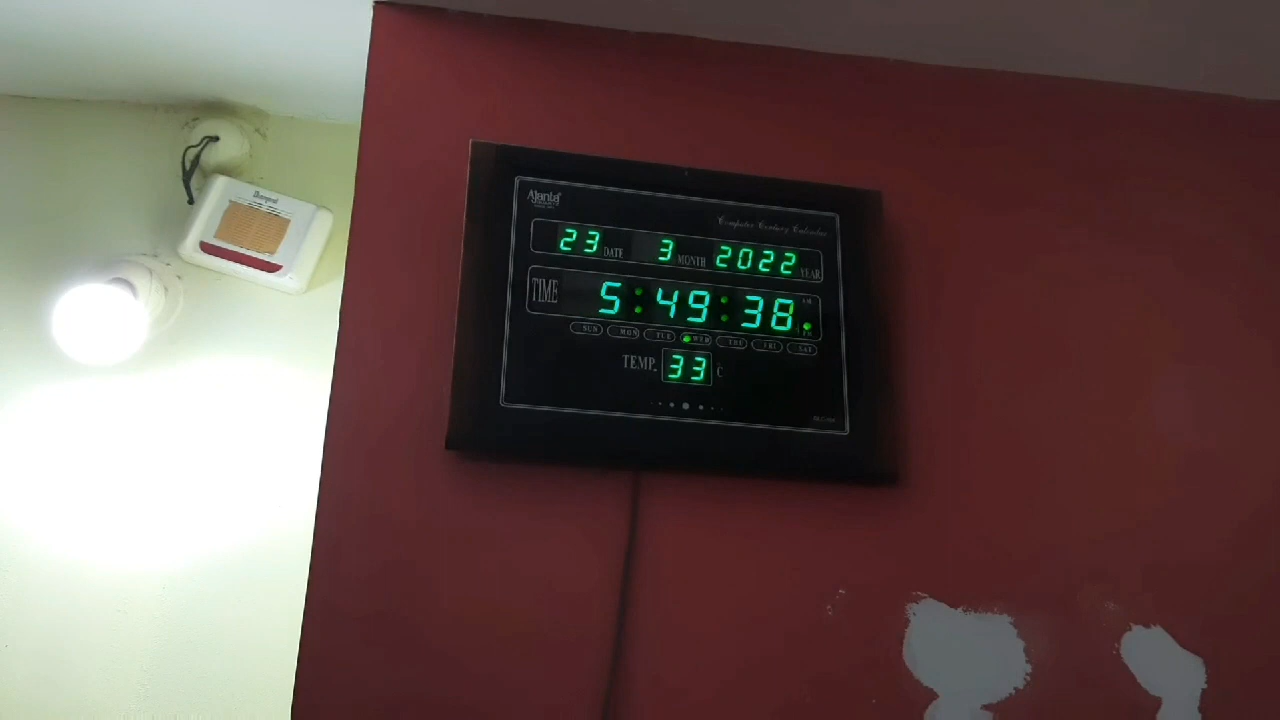 Ajanta
Computer Century Calendar
23 DATE 3 MONTH 2022 YEAR
TIME 5:49:38
SUN MON TUE WED THU FRI SAT
TEMP. 33 °C